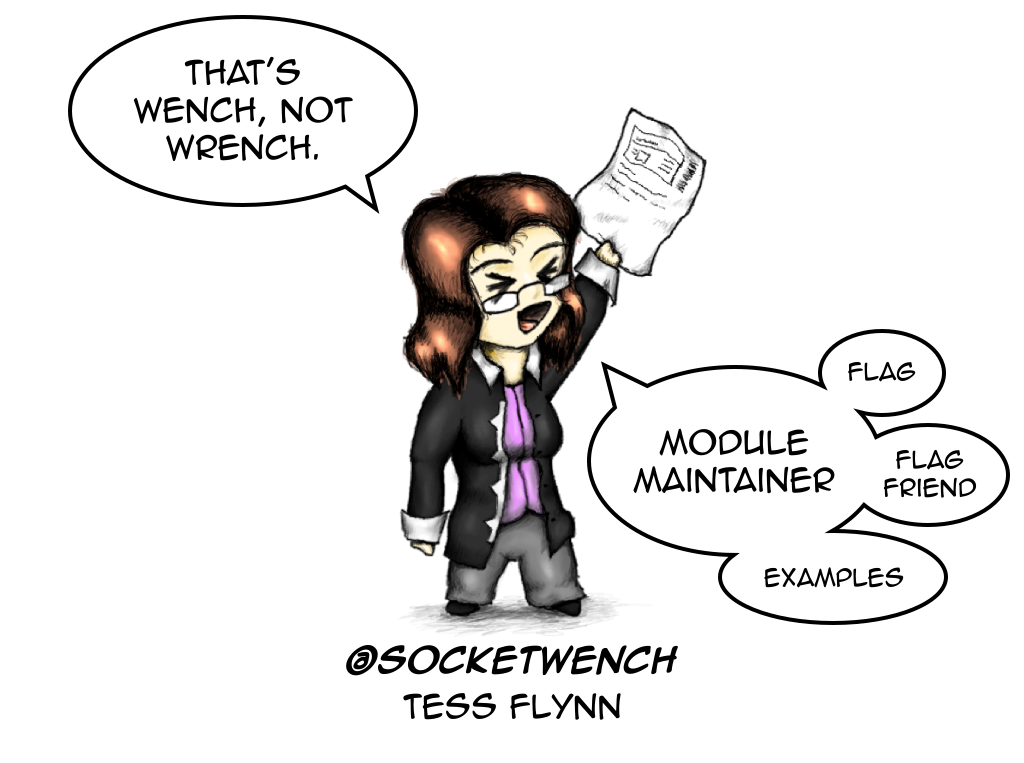 THAT'S
WENCH, NOT
WRENCH.
FLAG
MODULE
MAINTAINER
FLAG
FRIEND
EXAMPLES
@SOCKETWENCH
TESS FLYNN